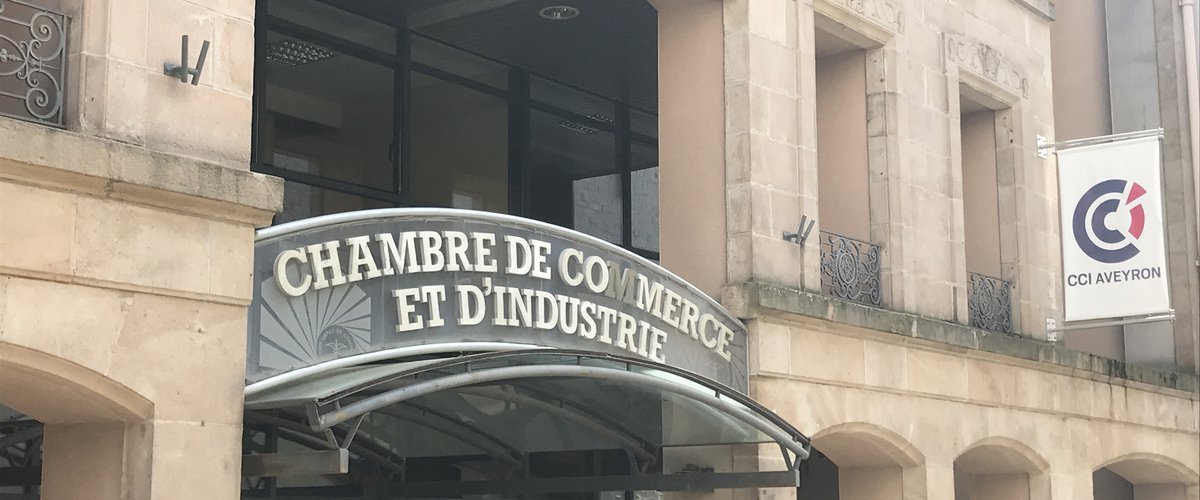 CHAMBRE DE COMMERCE
ET D'INDUSTRIE
CCI AVEYRON